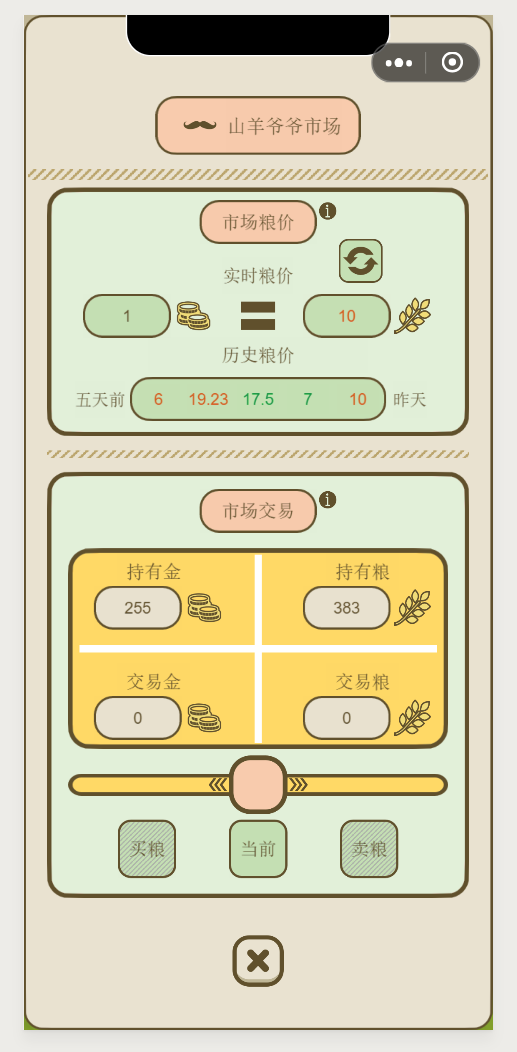 山羊爷爷市场
市场粮价
i
实时粮价
1 = 10
历史粮价
五天前 6 19.23 17.5 7 10 昨天
市场交易
i
持有金 持有粮
255 383
交易金 交易粮
0 0
买粮 当前 卖粮